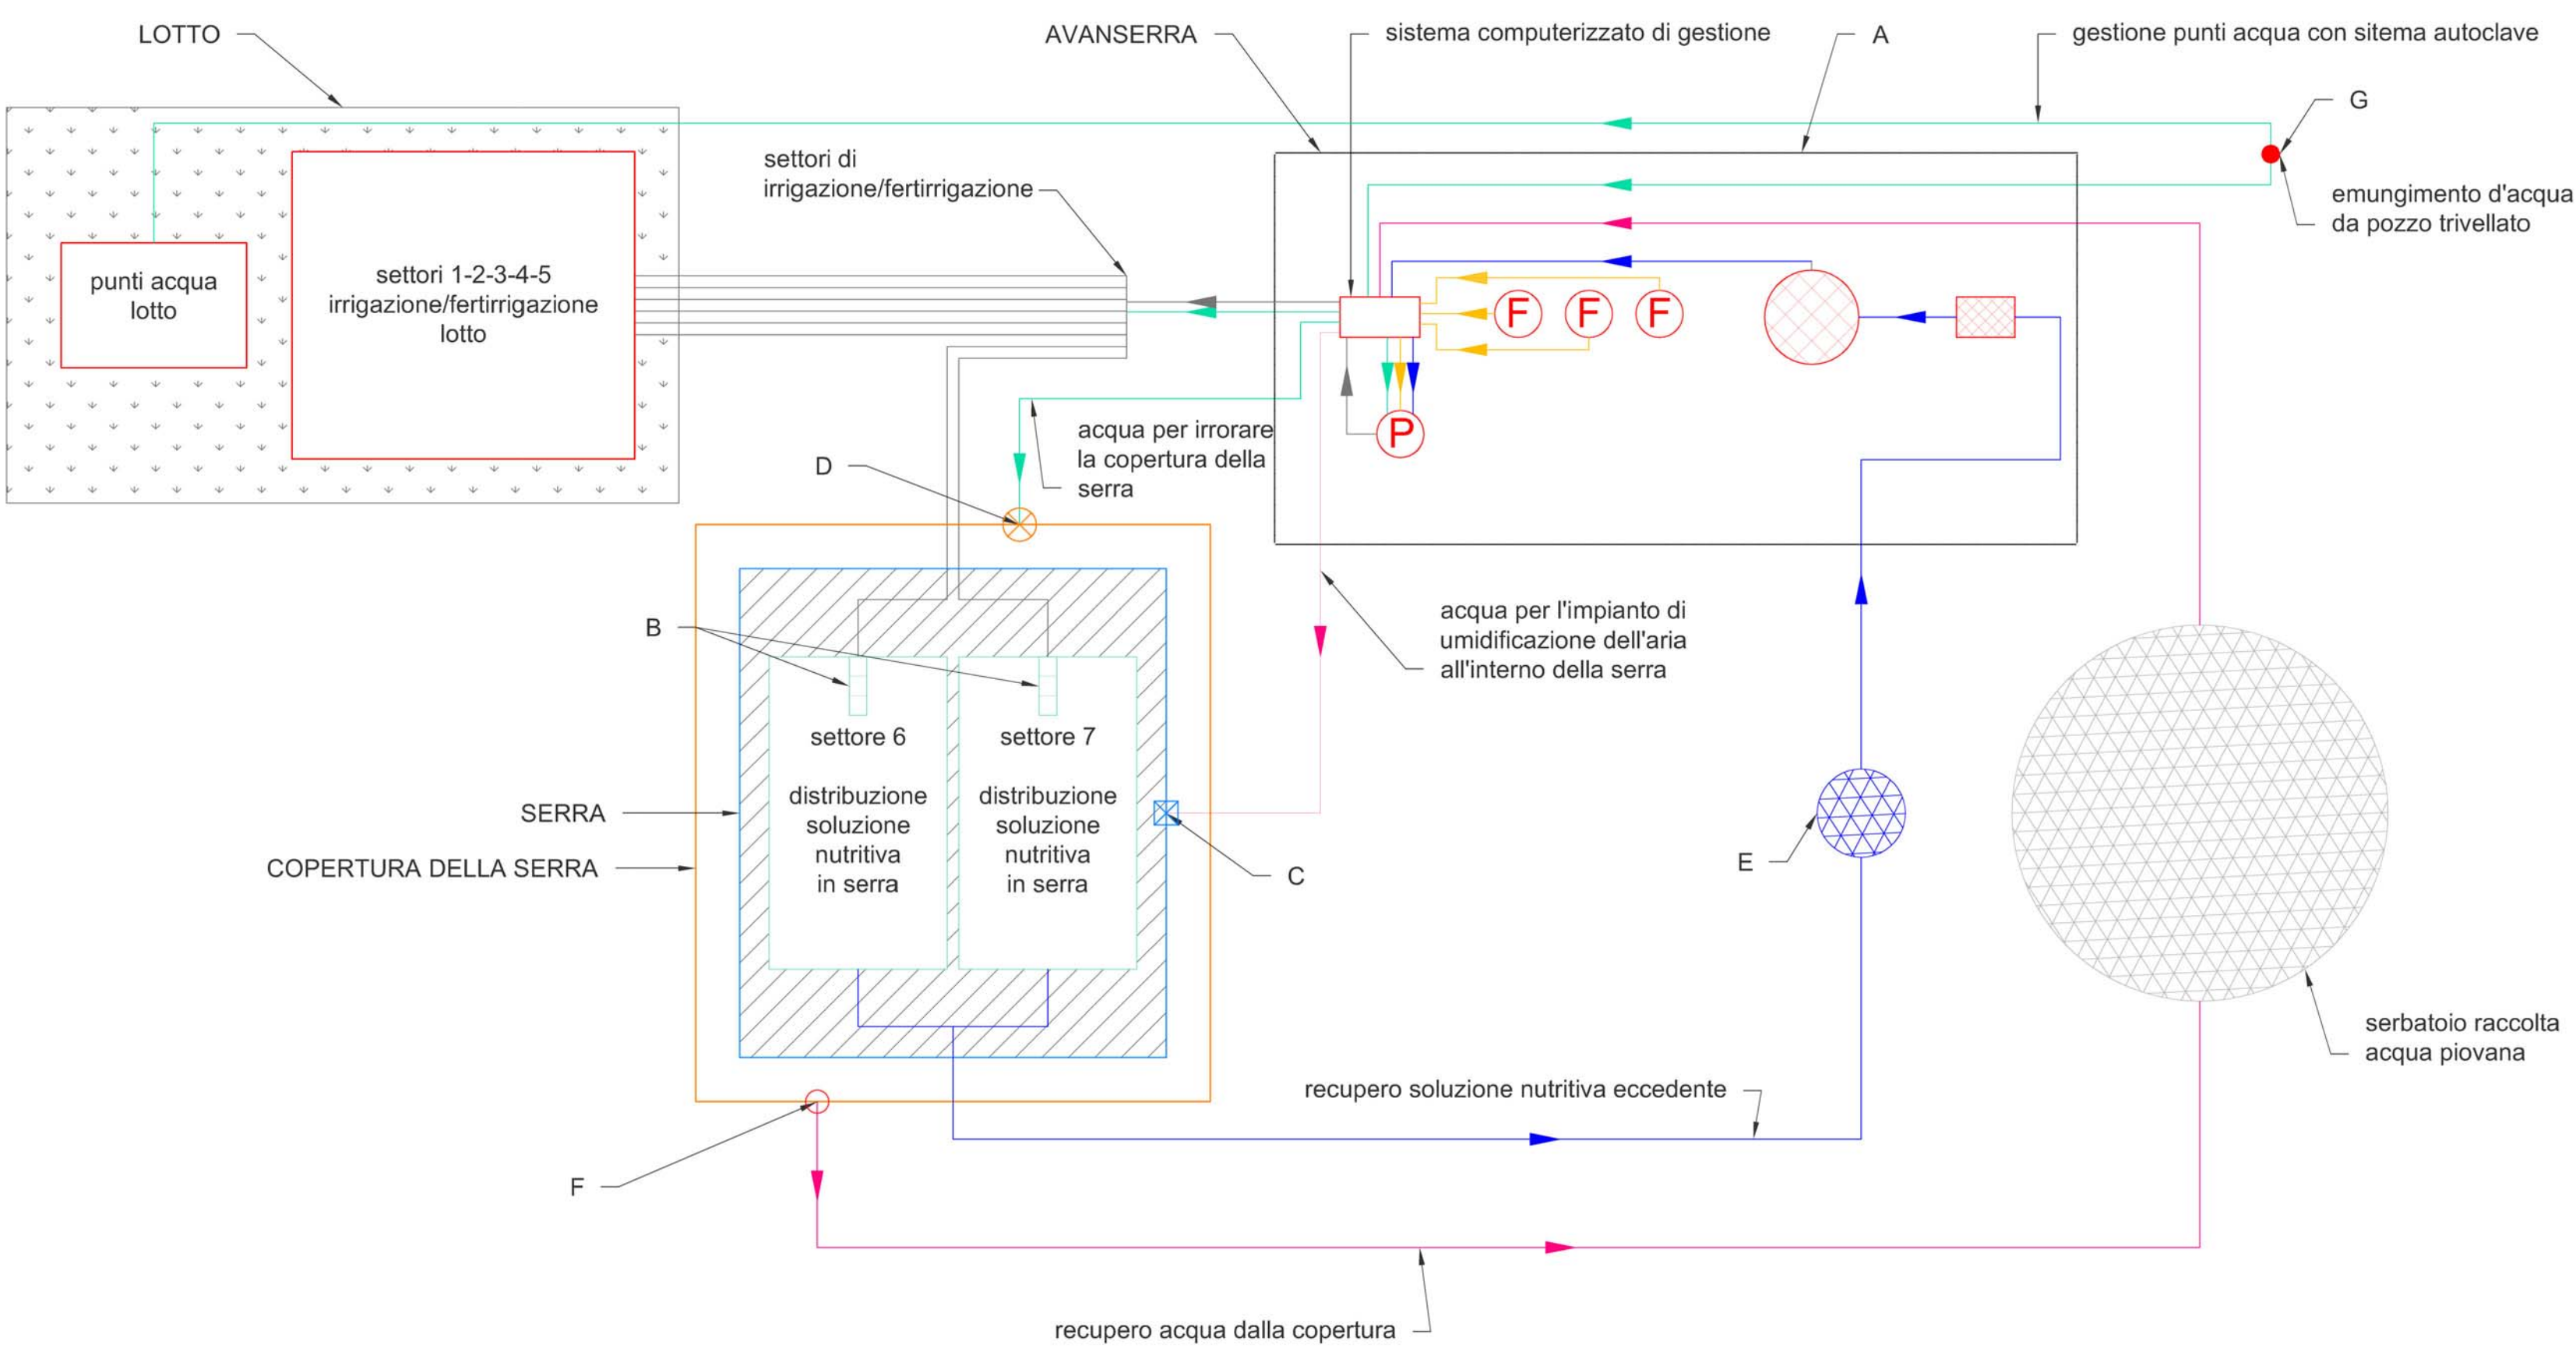 LOTTO
AVANSERRA
sistema computerizzato di gestione
A
gestione punti acqua con sitema autoclave
G
settori di
irrigazione/fertirrigazione
emungimento d'acqua
da pozzo trivellato
punti acqua
lotto
settori 1-2-3-4-5
irrigazione/fertirrigazione
lotto
F
F
F
P
acqua per irrorare
la copertura della
serra
D
B
acqua per l'impianto di
umidificazione dell'aria
all'interno della serra
settore 6
distribuzione
soluzione
nutritiva
in serra
settore 7
distribuzione
soluzione
nutritiva
in serra
SERRA
COPERTURA DELLA SERRA
C
E
serbatoio raccolta
acqua piovana
recupero soluzione nutritiva eccedente
F
recupero acqua dalla copertura